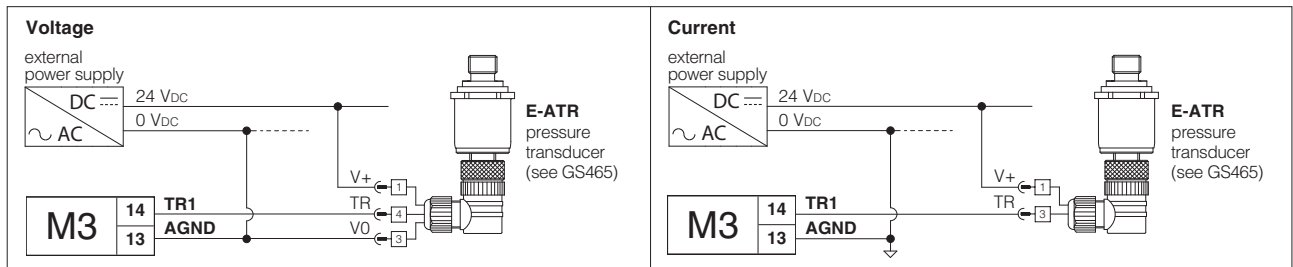 Voltage
external
power supply
DC
AC
24 VDC
0 VDC
E-ATR
pressure
transducer
(see GS465)
V+
1
M3
14
TR1
TR
4
13
AGND
V0
3
Current
external
power supply
DC
AC
24 VDC
0 VDC
E-ATR
pressure
transducer
(see GS465)
V+
1
M3
14
TR1
TR
3
13
AGND